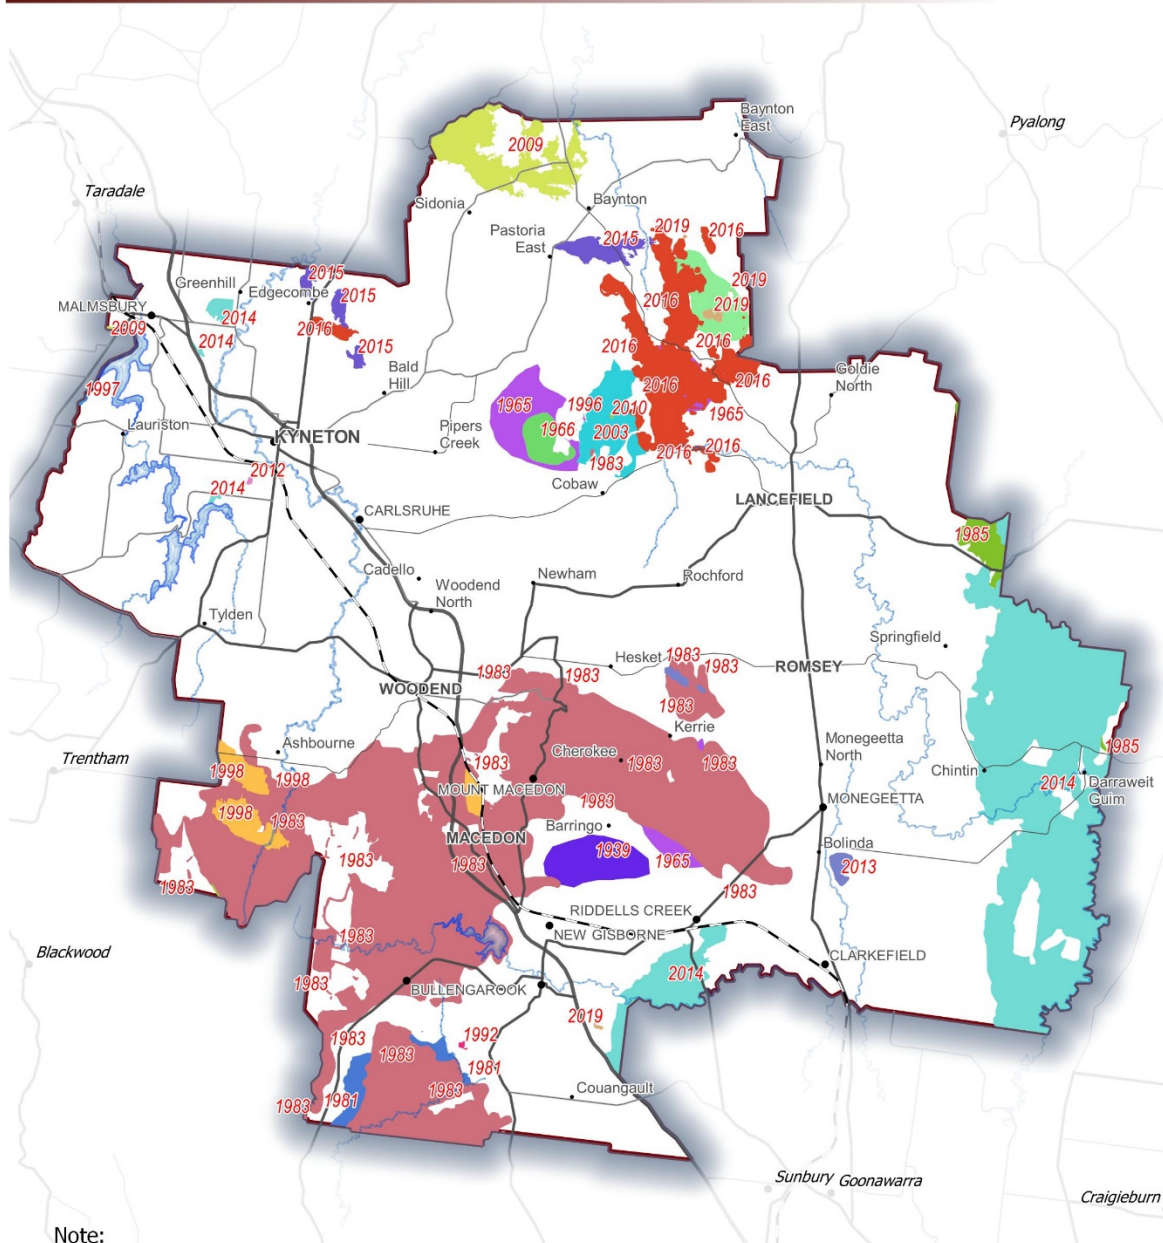 Baynton
East
Pyalong
2009
Taradale
Sidonia
Baynton
Pastoria
East
2015
2019
2016
Greenhill
2015
Edgecombe
2015
2019
2019
2016
MALMSBURY
2014
2009
2016
2014
2015
2016
2016
2016
2016
Bald
Hill
Goldie
North
1997
1965
1996
2010
1965
Lauriston
KYNETON
Pipers
Creek
1966
2003
2016
2016
1983
2012
2014
Cobaw
LANCEFIELD
CARLSRUHE
1985
Cadello
Woodend
North
Newham
Rochford
Tylden
Springfield
1983
1983
Hesket
1983
1983
ROMSEY
WOODEND
1983
Kerrie
Trentham
Ashbourne
1998
1998
1983
Cherokee
1983
1983
Monegeetta
North
1985
Chintin
2014
Darraweit
Guim
MOUNT MACEDON
1998
1983
1983
MONEGEETTA
MACEDON
Barringo
1983
1983
1939
1965
Bolinda
2013
1983
1983
RIDDELLS CREEK
NEW GISBORNE
Blackwood
1983
CLARKEFIELD
1983
BULLENGAROOK
2014
2019
1983
1983
1992
1981
1983
1983
1981
Couangault
Sunbury
Goonawarra
Craigieburn
Note: